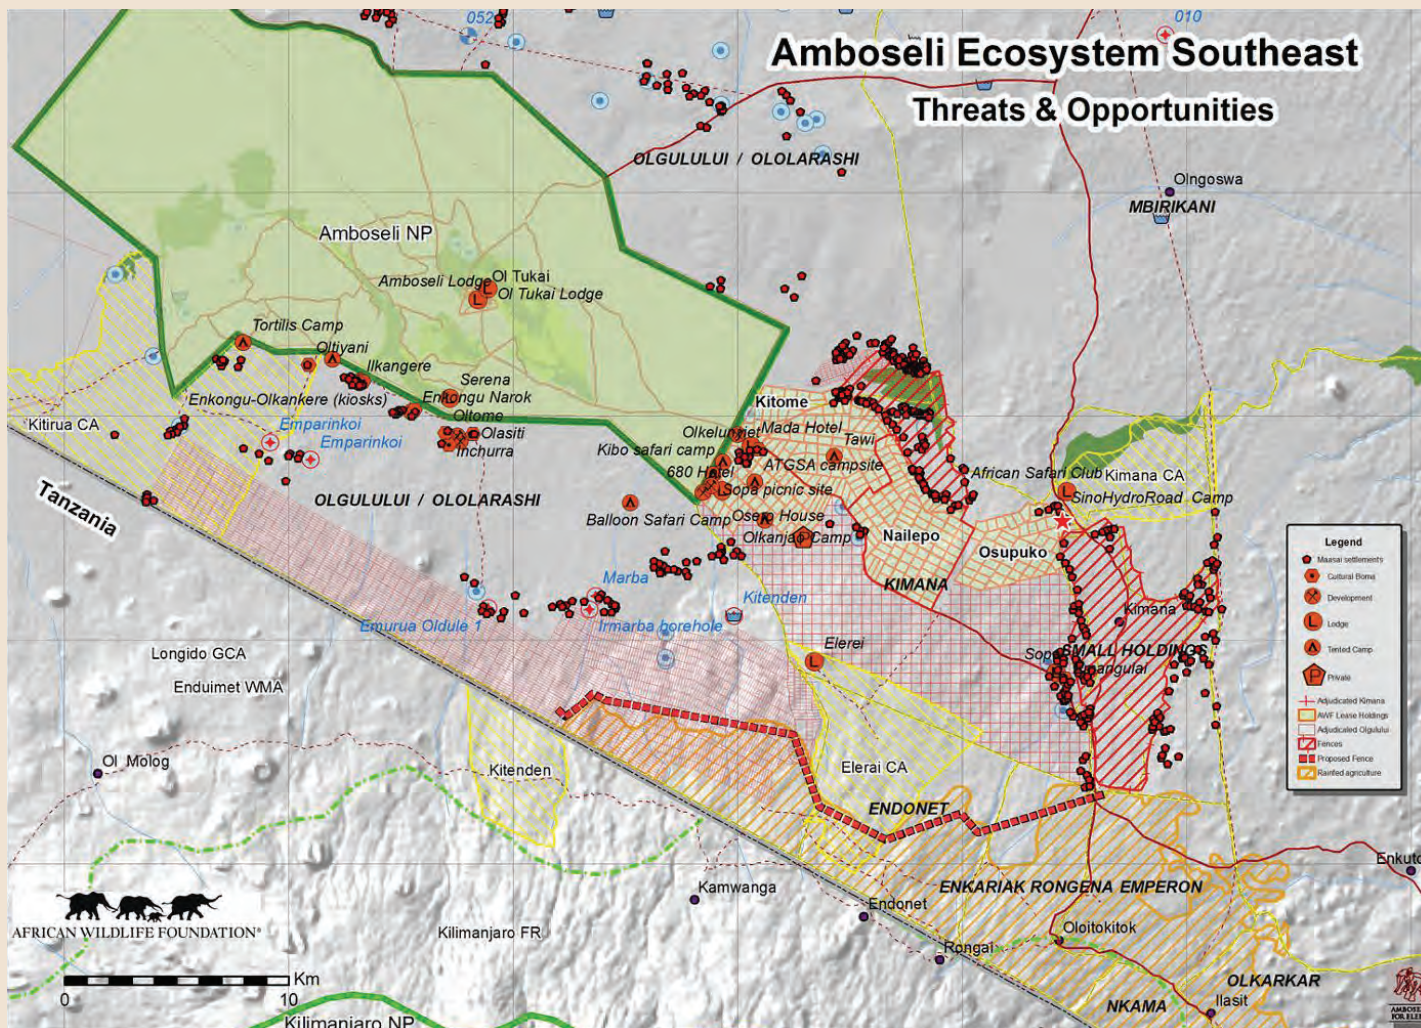 052
010
Amboseli Ecosystem Southeast
Threats & Opportunities
OLGULULUI / OLOLARASHI
Olngoswa
MBIRIKANI
Amboseli NP
Amboseli Lodge
Ol Tukai
Ol Tukai Lodge
Tortilis Camp
Oltiyani
Ilkangere
Serena
Enkongu-Olkankere (kiosks)
Enkongu Narok
Oltome
Kitirua CA
Emparinkoi
Emparinkoi
Olasiti
Inchurra
Kitome
Mada Hotel
Kibo safari camp
Tawi
680 Hotel
ATGSA campsite
African Safari Club
Kimana CA
Sopa picnic site
SinoHydroRoad Camp
Tanzania
OLGULULUI / OLOLARASHI
Balloon Safari Camp
Osero House
Olkanjao Camp
Nailepo
Osupuko
KIMANA
Marba
Kitenden
Kimana
Emurua Oldule 1
Irmarba borehole
Elerei
SMALL HOLDINGS
Longido GCA
Enduimet WMA
Legend
Maasai settlements
Cultural Boma
Development
Lodge
Tented Camp
Private
Adjudicated Kimana
AWF Lease Holdings
Adjudicated Olgulului
Fences
Proposed Fence
Rainfed agriculture
Ol Molog
Kitenden
Elerai CA
ENDONET
Kamwanga
ENKARIAK RONGENA EMPERON
Endonet
AFRICAN WILDLIFE FOUNDATION®
Kilimanjaro FR
Oloitokitok
Rongai
Km
0
10
OLKARKAR
NKAMA
Ilasit
Kilimanjaro NP